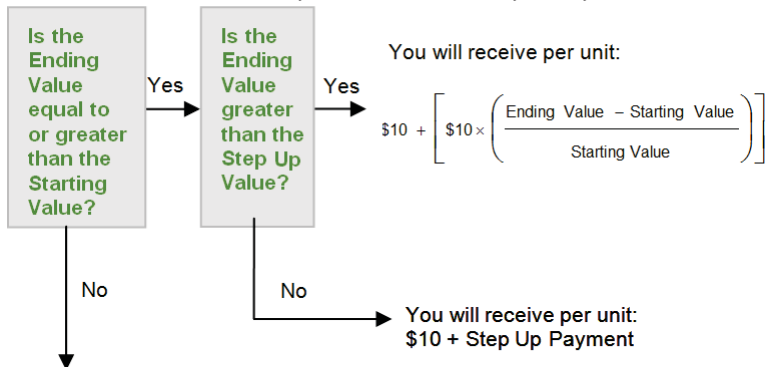 Is the
Ending
Value
equal to
or greater
than the
Starting
Value?
Yes
Is the
Ending
Value
greater
than the
Step Up
Value?
Yes
You will receive per unit:
$10 + [ $10 × ( Ending Value – Starting Value
Starting Value ) ]
No
No
You will receive per unit:
$10 + Step Up Payment